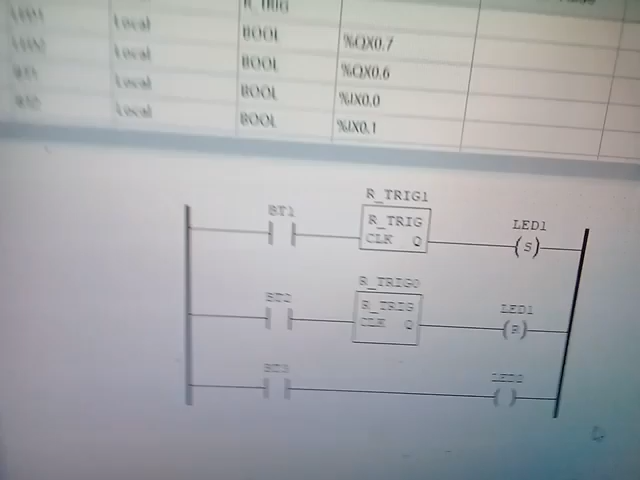 R_TRIG
Local BOOL %QX0.7
Local BOOL %QX0.6
Local BOOL %IX0.0
Local BOOL %IX0.1
R_TRIG1
BT1 R_TRIG LED1
CLK Q S
R_TRIG0
BT2 R_TRIG LED1
CLK Q R
BT3